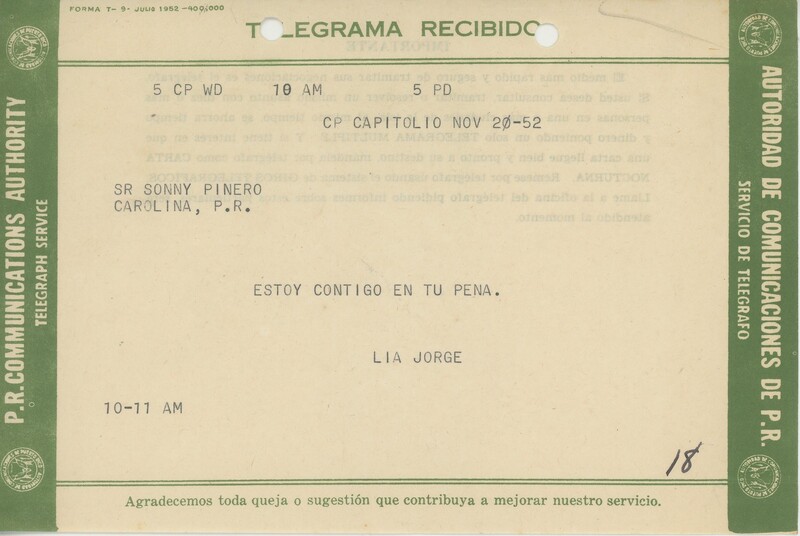 FORMA T- 9- JULIO 1952 -400,000
TELEGRAMA RECIBIDO
5 CP WD 10 AM 5 PD
CP CAPITOLIO NOV 20-52
SR SONNY PINERO
CAROLINA, P.R.
ESTOY CONTIGO EN TU PENA.
LIA JORGE
10-11 AM
18
Agradecemos toda queja o sugestión que contribuya a mejorar nuestro servicio.
P.R. COMMUNICATIONS AUTHORITY
TELEGRAPH SERVICE
AUTORIDAD DE COMUNICACIONES DE P.R.
SERVICIO DE TELEGRAFO